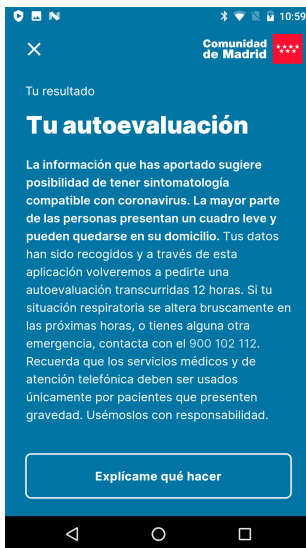 10:59
Comunidad
de Madrid
Tu resultado
Tu autoevaluación
La información que has aportado sugiere
posibilidad de tener sintomatología
compatible con coronavirus. La mayor parte
de las personas presentan un cuadro leve y
pueden quedarse en su domicilio. Tus datos
han sido recogidos y a través de esta
aplicación volveremos a pedirte una
autoevaluación transcurridas 12 horas. Si tu
situación respiratoria se altera bruscamente en
las próximas horas, o tienes alguna otra
emergencia, contacta con el 900 102 112.
Recuerda que los servicios médicos y de
atención telefónica deben ser usados
únicamente por pacientes que presenten
gravedad. Usémoslos con responsabilidad.
Explícame qué hacer